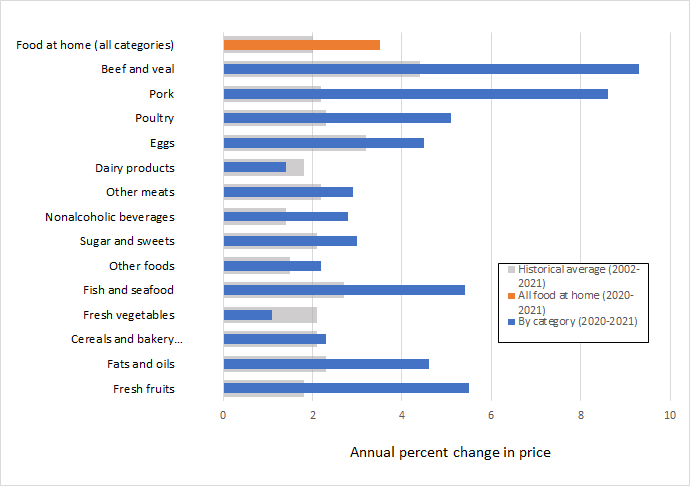 Food at home (all categories)
Beef and veal
Pork
Poultry
Eggs
Dairy products
Other meats
Nonalcoholic beverages
Sugar and sweets
Other foods
Fish and seafood
Fresh vegetables
Cereals and bakery...
Fats and oils
Fresh fruits
Historical average (2002-
2021)
All food at home (2020-
2021)
By category (2020-2021)
0 2 4 6 8 10
Annual percent change in price